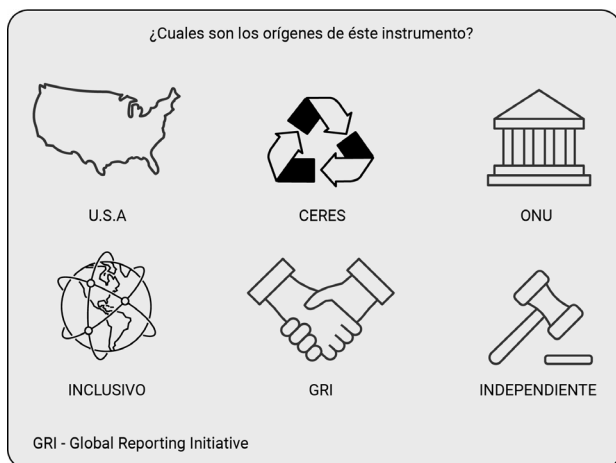 ¿Cuales son los orígenes de éste instrumento?
U.S.A
CERES
ONU
INCLUSIVO
GRI
INDEPENDIENTE
GRI - Global Reporting Initiative